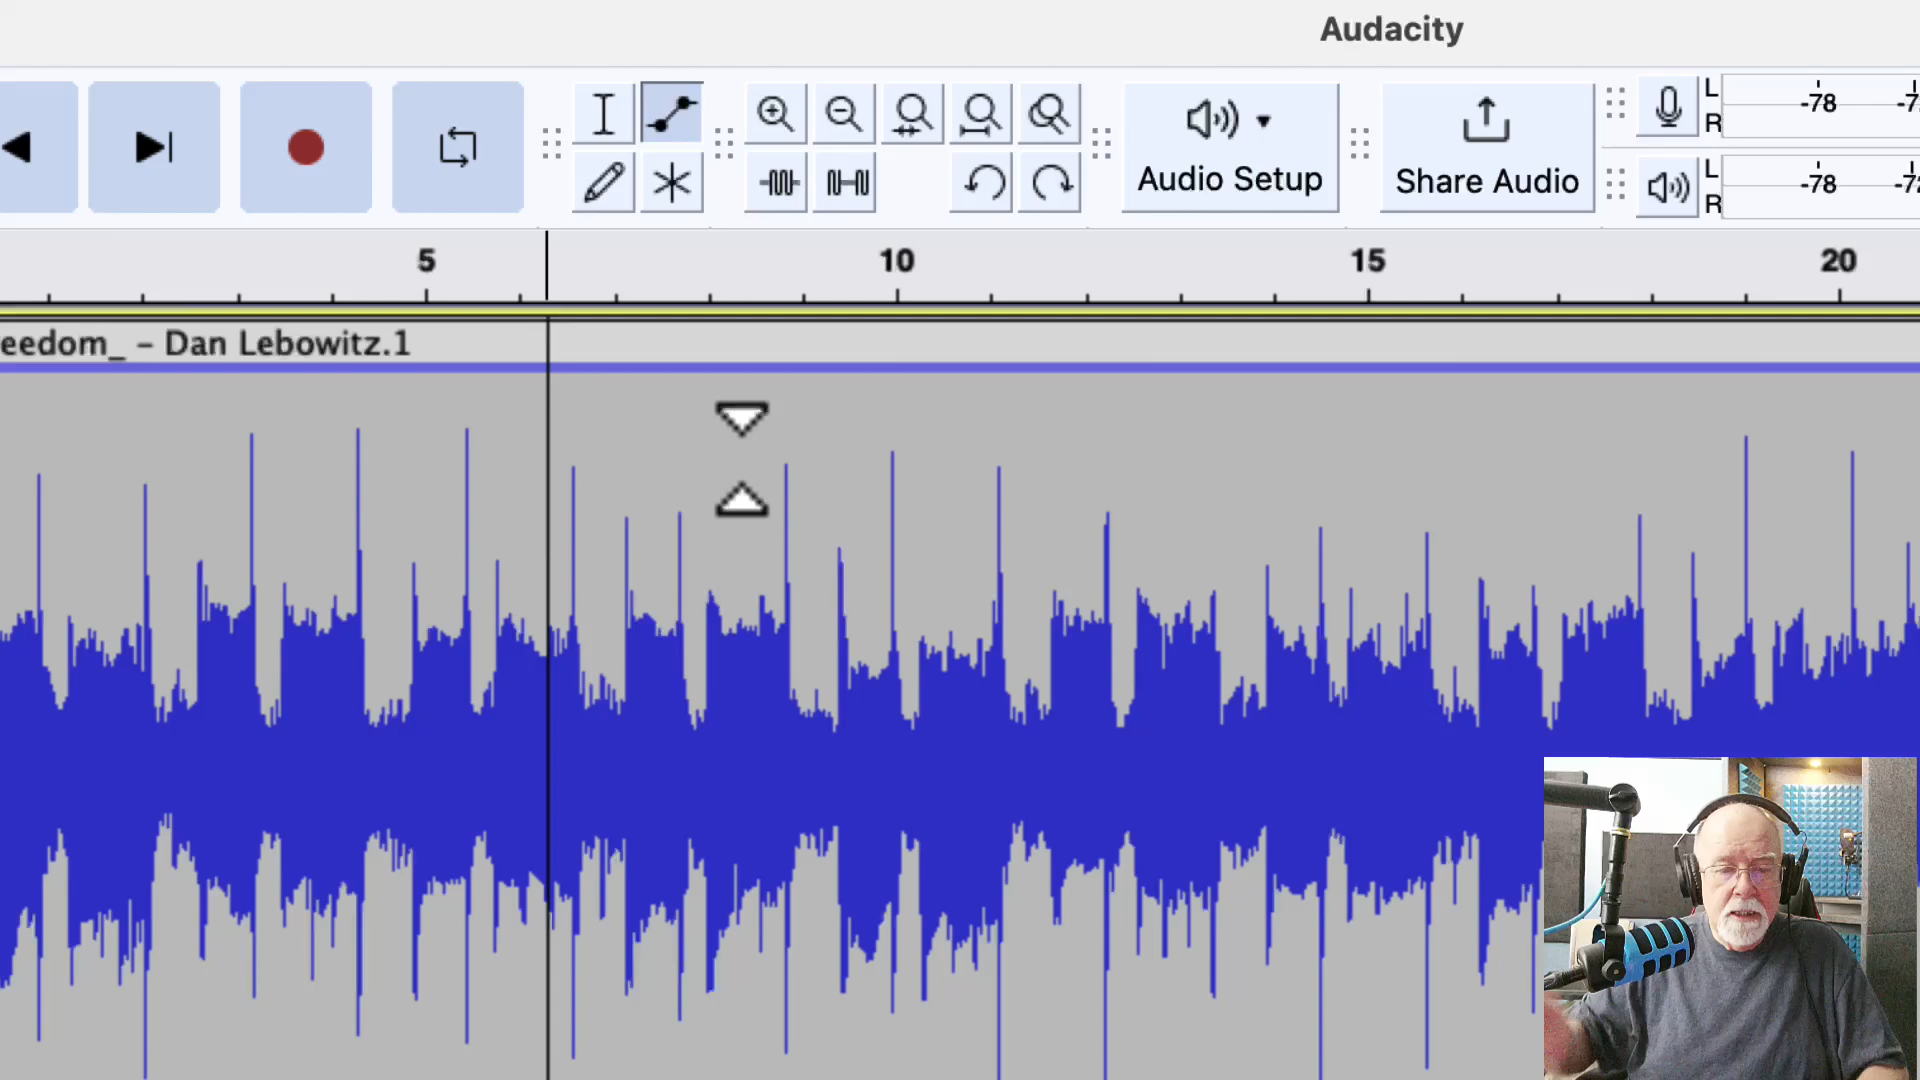 Audacity
L
R
-78
Audio Setup
Share Audio
L
R
-78
5
10
15
20
eedom_ – Dan Lebowitz.1